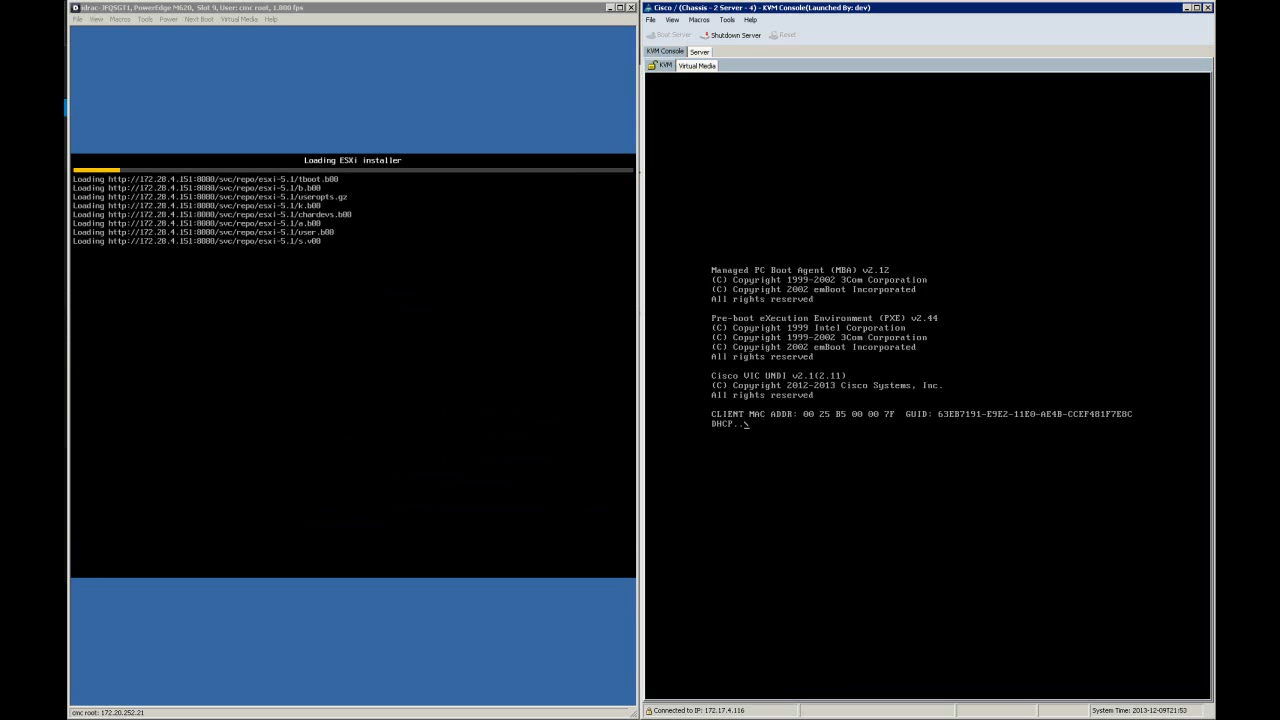 idrac-JFQSGT1, PowerEdge M620, Slot 9, User: cmc root, 1.000 fps
File View Macros Tools Power Next Boot Virtual Media Help
Loading ESXi installer
Loading http://172.28.4.151:8080/svc/repo/esxi-5.1/tboot.b00
Loading http://172.28.4.151:8080/svc/repo/esxi-5.1/b.b00
Loading http://172.28.4.151:8080/svc/repo/esxi-5.1/useropts.gz
Loading http://172.28.4.151:8080/svc/repo/esxi-5.1/k.b00
Loading http://172.28.4.151:8080/svc/repo/esxi-5.1/chardevs.b00
Loading http://172.28.4.151:8080/svc/repo/esxi-5.1/a.b00
Loading http://172.28.4.151:8080/svc/repo/esxi-5.1/user.b00
Loading http://172.28.4.151:8080/svc/repo/esxi-5.1/s.v00
cmc root: 172.20.252.21
Cisco / (Chassis - 2 Server - 4) - KVM Console(Launched By: dev)
File View Macros Tools Help
Boot Server Shutdown Server Reset
KVM Console Server
KVM Virtual Media
Managed PC Boot Agent (MBA) v2.12
(C) Copyright 1999-2002 3Com Corporation
(C) Copyright 2002 emBoot Incorporated
All rights reserved
Pre-boot eXecution Environment (PXE) v2.44
(C) Copyright 1999 Intel Corporation
(C) Copyright 1999-2002 3Com Corporation
(C) Copyright 2002 emBoot Incorporated
All rights reserved
Cisco VIC UNDI v2.1(2.11)
(C) Copyright 2012-2013 Cisco Systems, Inc.
All rights reserved
CLIENT MAC ADDR: 00 25 B5 00 00 7F GUID: 63EB7191-E9E2-11E0-AE4B-CCEF481F7E8C
DHCP..\
Connected to IP: 172.17.4.116
System Time: 2013-12-09T21:53